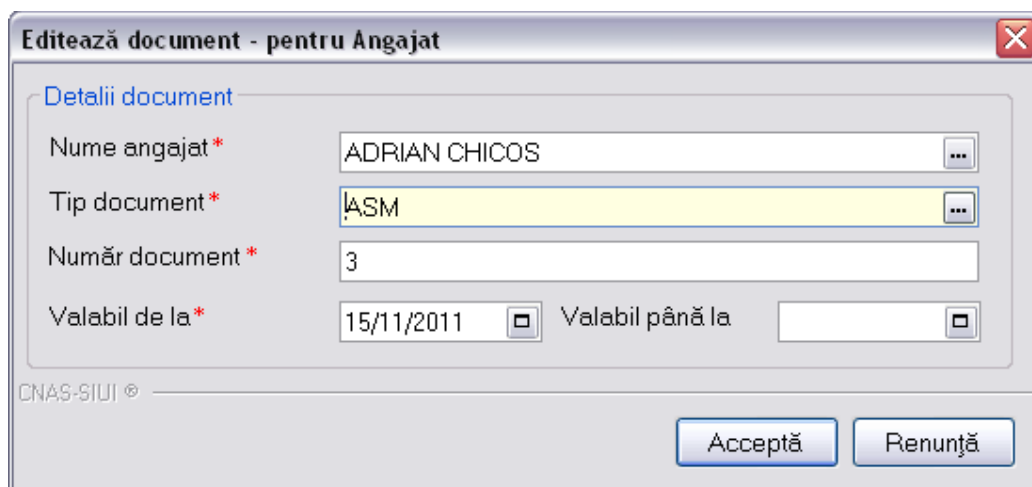 Editează document - pentru Angajat
Detalii document
Nume angajat * ADRIAN CHICOS ...
Tip document * ASM ...
Număr document * 3
Valabil de la * 15/11/2011 Valabil până la
CNAS-SIUI ®
Acceptă Renunţă